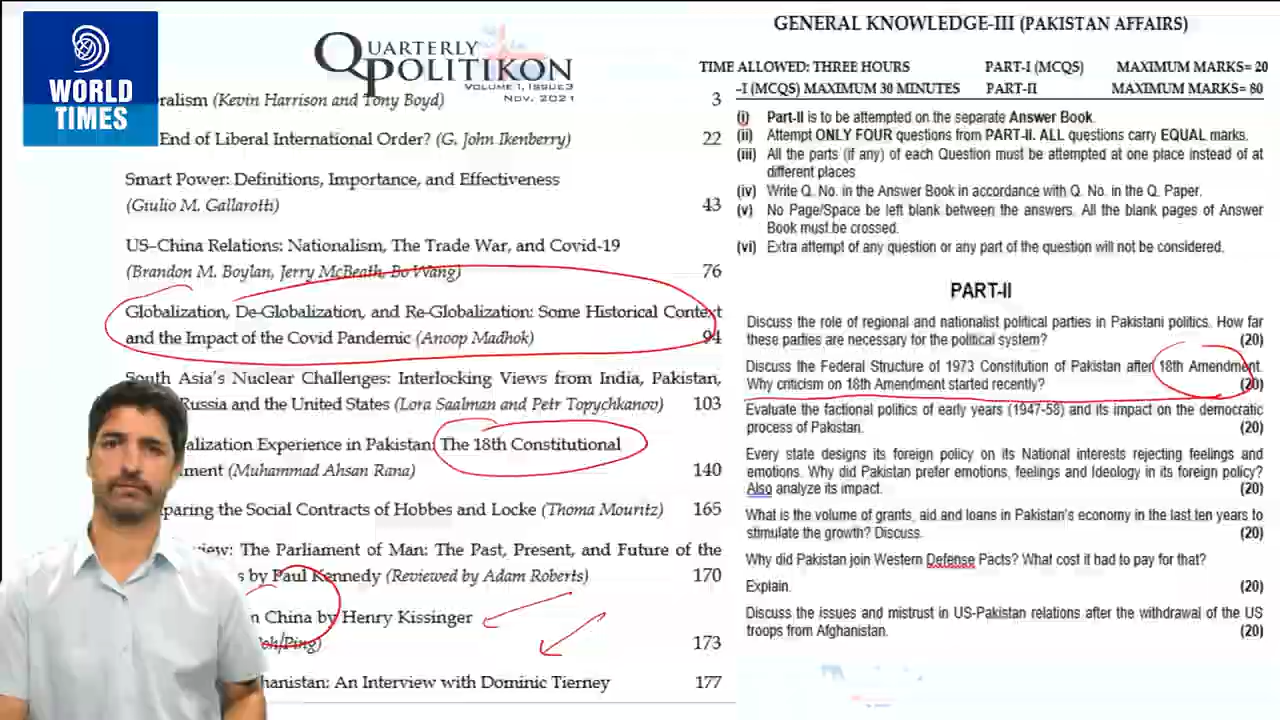 WORLD
TIMES
QUARTERLY
POLITIKON
VOLUME 1, ISSUE 3
NOV. 2021
(Kevin Harrison and Tony Boyd) 3
End of Liberal International Order? (G. John Ikenberry) 22
Smart Power: Definitions, Importance, and Effectiveness
(Giulio M. Gallarotti) 43
US–China Relations: Nationalism, The Trade War, and Covid-19
(Brandon M. Boylan, Jerry McBeath, Bo Wang) 76
Globalization, De-Globalization, and Re-Globalization: Some Historical Context
and the Impact of the Covid Pandemic (Anoop Madhok) 94
South Asia's Nuclear Challenges: Interlocking Views from India, Pakistan,
Russia and the United States (Lora Saalman and Petr Topychkanov) 103
Experience in Pakistan: The 18th Constitutional
(Muhammad Ahsan Rana) 140
the Social Contracts of Hobbes and Locke (Thoma Mouritz) 165
The Parliament of Man: The Past, Present, and Future of the
by Paul Kennedy (Reviewed by Adam Roberts) 170
China by Henry Kissinger
173
An Interview with Dominic Tierney 177
GENERAL KNOWLEDGE-III (PAKISTAN AFFAIRS)
TIME ALLOWED: THREE HOURS PART-I (MCQS) MAXIMUM MARKS= 20
-I (MCQS) MAXIMUM 30 MINUTES PART-II MAXIMUM MARKS= 80
(i) Part-II is to be attempted on the separate Answer Book.
(ii) Attempt ONLY FOUR questions from PART-II. ALL questions carry EQUAL marks.
(iii) All the parts (if any) of each Question must be attempted at one place instead of at
different places
(iv) Write Q. No. in the Answer Book in accordance with Q. No. in the Q. Paper.
(v) No Page/Space be left blank between the answers. All the blank pages of Answer
Book must be crossed.
(vi) Extra attempt of any question or any part of the question will not be considered.
PART-II
Discuss the role of regional and nationalist political parties in Pakistani politics. How far
these parties are necessary for the political system? (20)
Discuss the Federal Structure of 1973 Constitution of Pakistan after 18th Amendment.
Why criticism on 18th Amendment started recently? (20)
Evaluate the factional politics of early years (1947-58) and its impact on the democratic
process of Pakistan. (20)
Every state designs its foreign policy on its National interests rejecting feelings and
emotions. Why did Pakistan prefer emotions, feelings and Ideology in its foreign policy?
Also analyze its impact. (20)
What is the volume of grants, aid and loans in Pakistan's economy in the last ten years to
stimulate the growth? Discuss. (20)
Why did Pakistan join Western Defense Pacts? What cost it had to pay for that?
Explain. (20)
Discuss the issues and mistrust in US-Pakistan relations after the withdrawal of the US
troops from Afghanistan. (20)